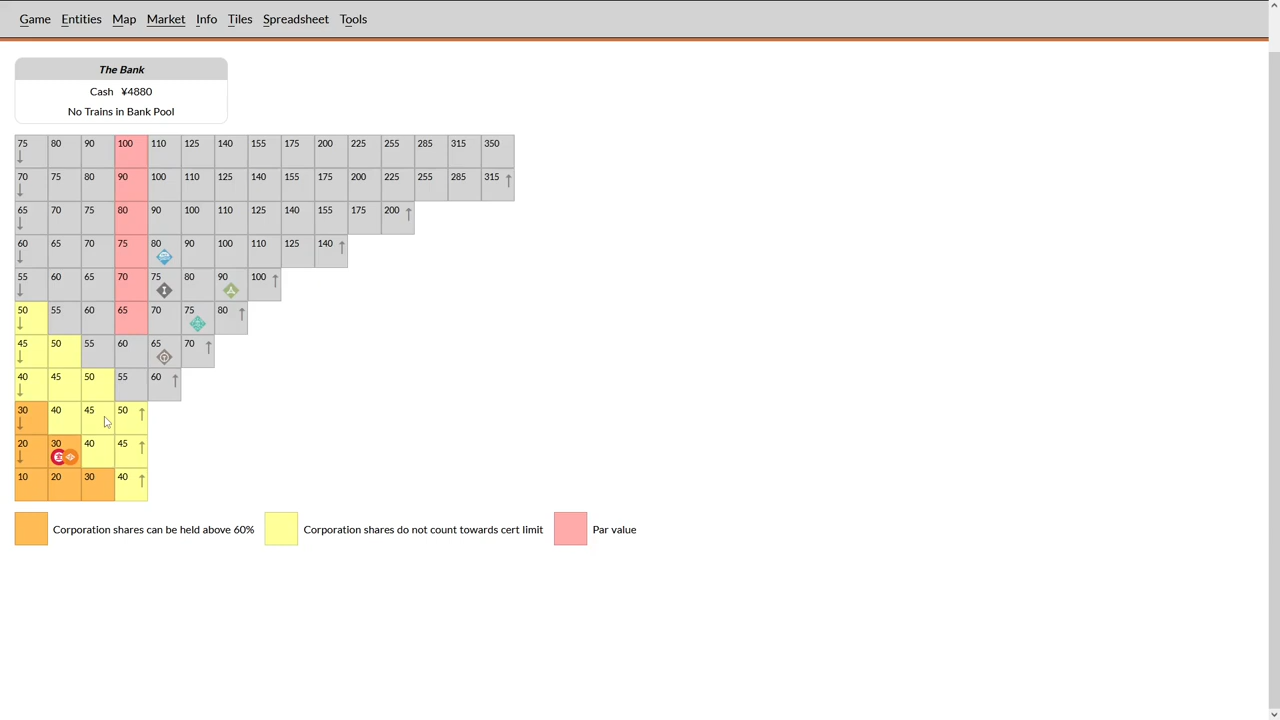 Game Entities Map Market Info Tiles Spreadsheet Tools
The Bank
Cash ¥4880
No Trains in Bank Pool
75 80 90 100 110 125 140 155 175 200 225 255 285 315 350
↓
70 75 80 90 100 110 125 140 155 175 200 225 255 285 315 ↑
↓
65 70 75 80 90 100 110 125 140 155 175 200 ↑
↓
60 65 70 75 80 90 100 110 125 140 ↑
↓
55 60 65 70 75 80 90 100 ↑
↓
50 55 60 65 70 75 80 ↑
↓
45 50 55 60 65 70 ↑
↓
40 45 50 55 60 ↑
↓
30 40 45 50 ↑
↓
20 30 40 45 ↑
↓
10 20 30 40 ↑
Corporation shares can be held above 60% Corporation shares do not count towards cert limit Par value